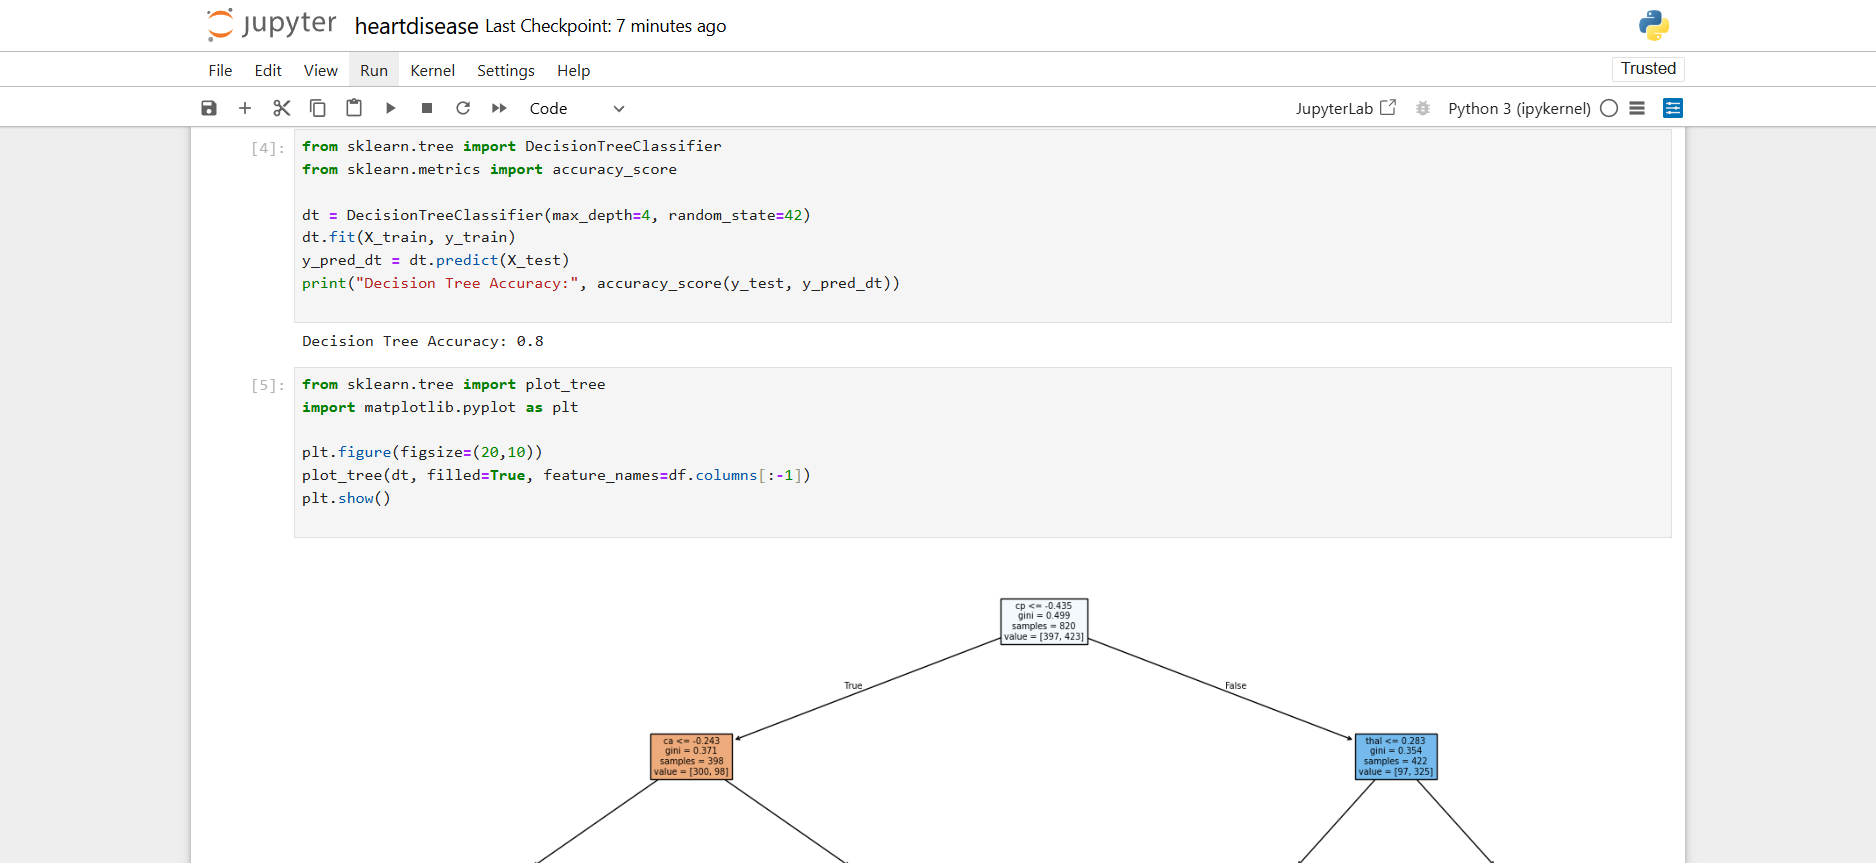 jupyter heartdisease Last Checkpoint: 7 minutes ago
File Edit View Run Kernel Settings Help Trusted
Code JupyterLab Python 3 (ipykernel)
[4]: from sklearn.tree import DecisionTreeClassifier
from sklearn.metrics import accuracy_score
dt = DecisionTreeClassifier(max_depth=4, random_state=42)
dt.fit(X_train, y_train)
y_pred_dt = dt.predict(X_test)
print("Decision Tree Accuracy:", accuracy_score(y_test, y_pred_dt))
Decision Tree Accuracy: 0.8
[5]: from sklearn.tree import plot_tree
import matplotlib.pyplot as plt
plt.figure(figsize=(20,10))
plot_tree(dt, filled=True, feature_names=df.columns[:-1])
plt.show()
cp <= -0.435
gini = 0.499
samples = 820
value = [397, 423]
True False
ca <= -0.243
gini = 0.371
samples = 398
value = [300, 98]
thal <= 0.283
gini = 0.354
samples = 422
value = [97, 325]